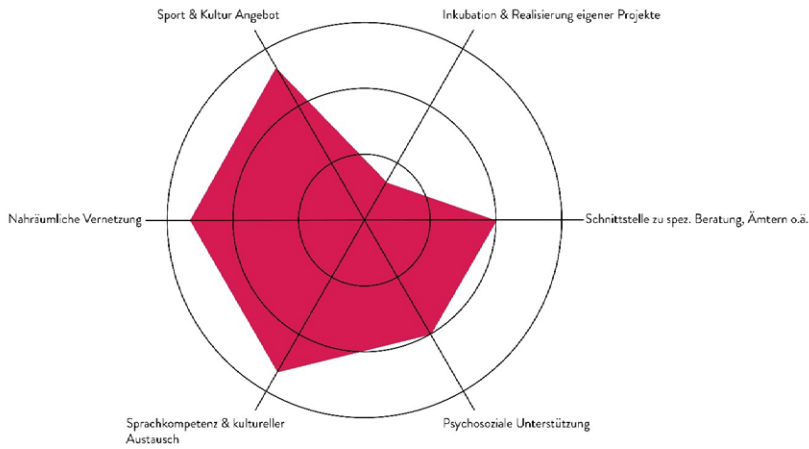 Sport & Kultur Angebot
Inkubation & Realisierung eigener Projekte
Nahräumliche Vernetzung
Schnittstelle zu spez. Beratung, Ämtern o.ä.
Sprachkompetenz & kultureller
Austausch
Psychosoziale Unterstützung